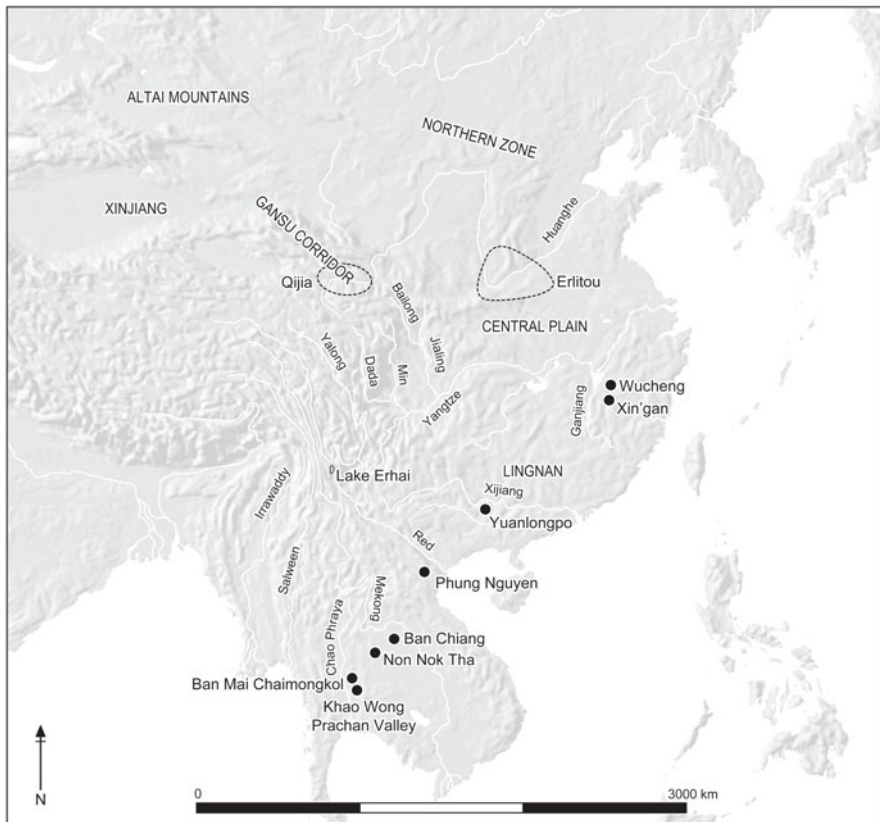 ALTAI MOUNTAINS
NORTHERN ZONE
XINJIANG
GANSU CORRIDOR
Huanghe
Qijia
Bailong
Erlitou
CENTRAL PLAIN
Yalong
Dada
Min
Jialing
Yangtze
Ganjiang
Wucheng
Xin'gan
Lake Erhai
LINGNAN
Xijiang
Irrawaddy
Yuanlongpo
Red
Salween
Phung Nguyen
Mekong
Chao Phraya
Ban Chiang
Non Nok Tha
Ban Mai Chaimongkol
Khao Wong
Prachan Valley
N
0
3000 km